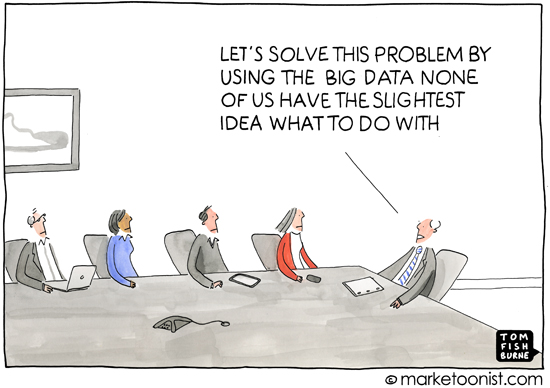 LET'S SOLVE THIS PROBLEM BY
USING THE BIG DATA NONE
OF US HAVE THE SLIGHTEST
IDEA WHAT TO DO WITH
TOM
FISH
BURNE
© marketoonist.com